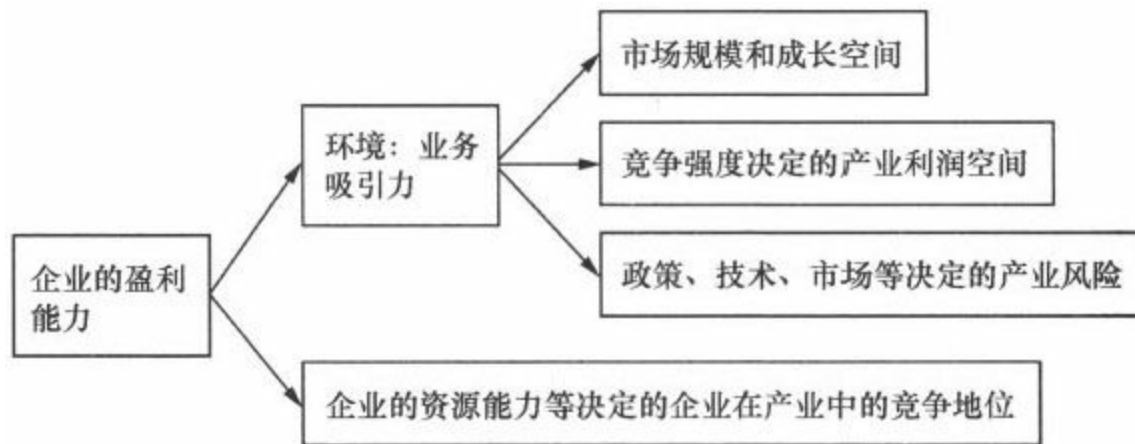 市场规模和成长空间
环境：业务
吸引力
竞争强度决定的产业利润空间
企业的盈利
能力
政策、技术、市场等决定的产业风险
企业的资源能力等决定的企业在产业中的竞争地位